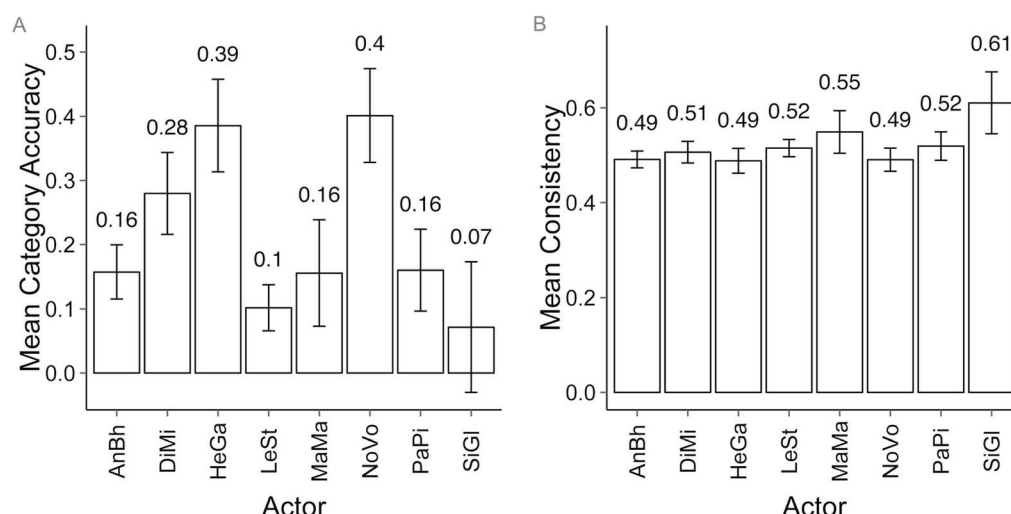 A
Mean Category Accuracy
0.5
0.4
0.3
0.2
0.1
0.0
0.16
0.28
0.39
0.1
0.16
0.4
0.16
0.07
AnBh
DiMi
HeGa
LeSt
MaMa
NoVo
PaPi
SiGl
Actor
B
Mean Consistency
0.6
0.4
0.2
0.0
0.49
0.51
0.49
0.52
0.55
0.49
0.52
0.61
AnBh
DiMi
HeGa
LeSt
MaMa
NoVo
PaPi
SiGl
Actor